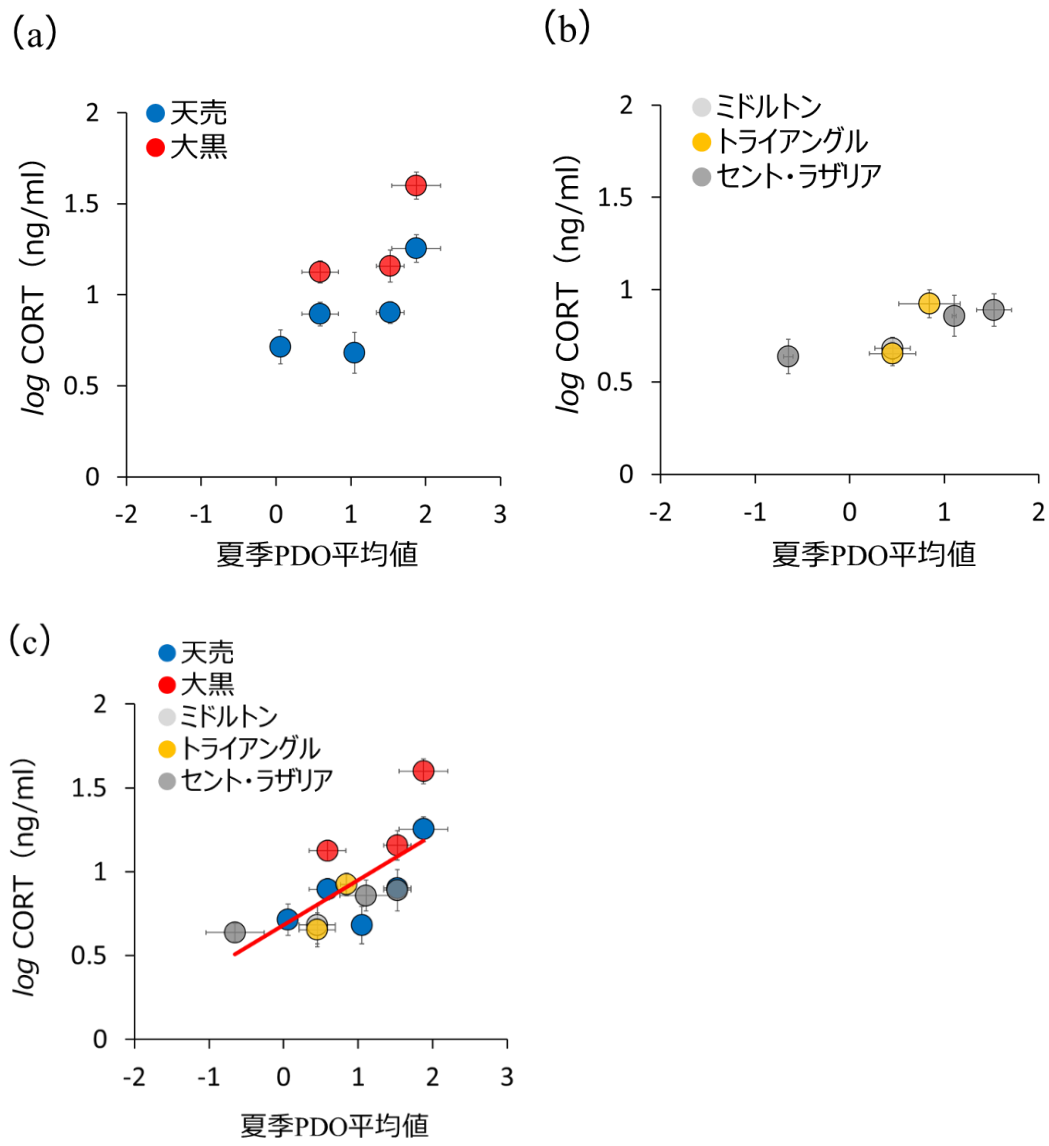 (a)
天売
大黒
2
1.5
1
0.5
0
log CORT（ng/ml）
-2 -1 0 1 2 3
夏季PDO平均値
(b)
ミドルトン
トライアングル
セント・ラザリア
2
1.5
1
0.5
0
log CORT（ng/ml）
-2 -1 0 1 2
夏季PDO平均値
(c)
天売
大黒
ミドルトン
トライアングル
セント・ラザリア
2
1.5
1
0.5
0
log CORT（ng/ml）
-2 -1 0 1 2 3
夏季PDO平均値